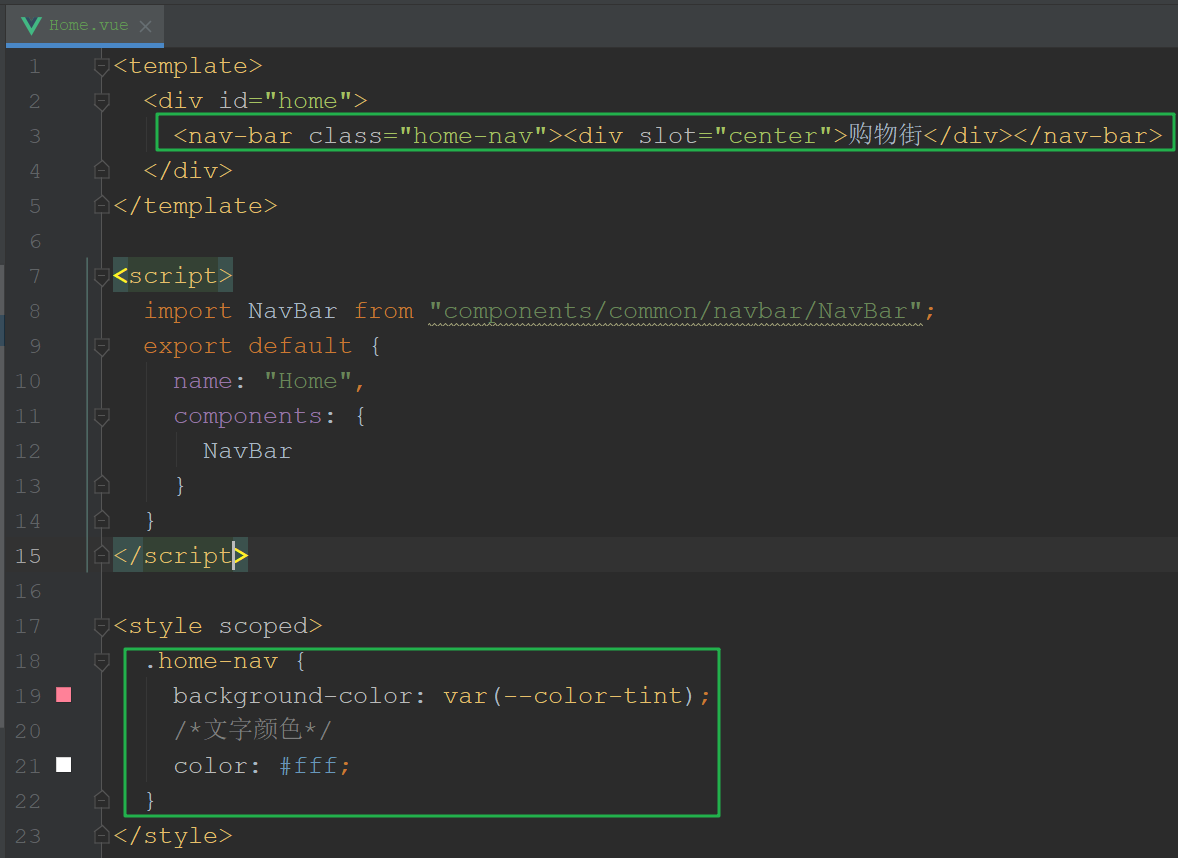 Home.vue
1 <template>
2 <div id="home">
3 <nav-bar class="home-nav"><div slot="center">购物街</div></nav-bar>
4 </div>
5 </template>
6
7 <script>
8 import NavBar from "components/common/navbar/NavBar";
9 export default {
10 name: "Home",
11 components: {
12 NavBar
13 }
14 }
15 </script>
16
17 <style scoped>
18 .home-nav {
19 background-color: var(--color-tint);
20 /*文字颜色*/
21 color: #fff;
22 }
23 </style>